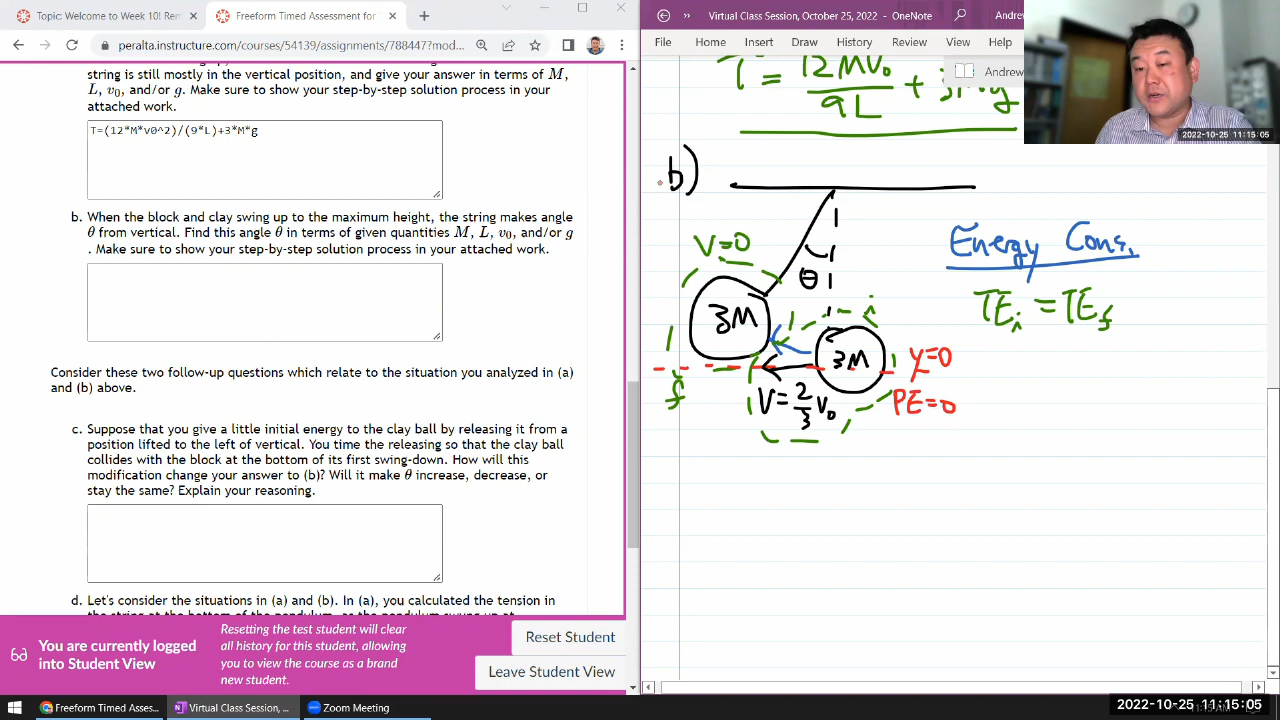 Topic: Welcome to Week 10! Rem
Freeform Timed Assessment for
peralta.instructure.com/courses/54139/assignments/788447?mod...
string is still mostly in the vertical position, and give your answer in terms of M,
L, v₀, and/or g. Make sure to show your step-by-step solution process in your
attached work.
T=(12*M*v0^2)/(9*L)+3*M*g
b. When the block and clay swing up to the maximum height, the string makes angle
θ from vertical. Find this angle θ in terms of given quantities M, L, v₀, and/or g
. Make sure to show your step-by-step solution process in your attached work.
Consider these follow-up questions which relate to the situation you analyzed in (a)
and (b) above.
c. Suppose that you give a little initial energy to the clay ball by releasing it from a
position lifted to the left of vertical. You time the releasing so that the clay ball
collides with the block at the bottom of its first swing-down. How will this
modification change your answer to (b)? Will it make θ increase, decrease, or
stay the same? Explain your reasoning.
d. Let's consider the situations in (a) and (b). In (a), you calculated the tension in
You are currently logged
into Student View
Resetting the test student will clear
all history for this student, allowing
you to view the course as a brand
new student.
Reset Student
Leave Student View
Virtual Class Session, October 25, 2022 - OneNote
Andrew
File Home Insert Draw History Review View Help
Andrew
T = 12MV₀ / 9L +
b)
V=0
θ
3M
i
3M
f
V = 2/3 v₀
y=0
PE=0
Energy Cons.
TEi = TEf
2022-10-25 11:15:05
Freeform Timed Asses...
Virtual Class Session, ...
Zoom Meeting
2022-10-25 11:15:05